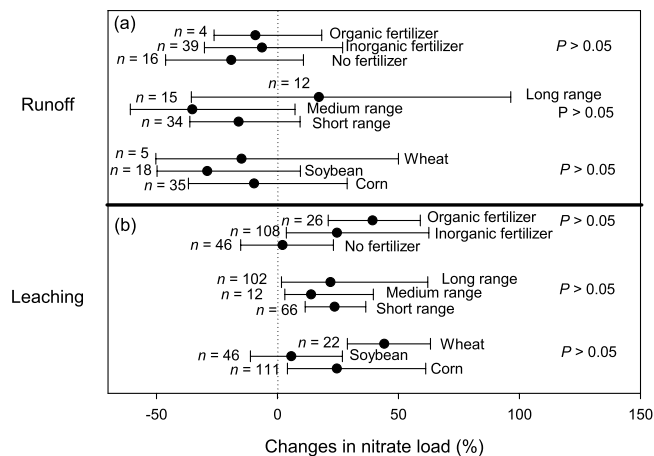 (a)
n = 4 Organic fertilizer
n = 39 Inorganic fertilizer P > 0.05
n = 16 No fertilizer
n = 12
n = 15 Long range
Runoff
Medium range P > 0.05
n = 34 Short range
n = 5 Wheat
n = 18 Soybean P > 0.05
n = 35 Corn
(b)
n = 26 Organic fertilizer P > 0.05
n = 108 Inorganic fertilizer
n = 46 No fertilizer
n = 102 Long range
Leaching
n = 12 Medium range P > 0.05
n = 66 Short range
n = 22 Wheat
n = 46 Soybean P > 0.05
n = 111 Corn
-50 0 50 100 150
Changes in nitrate load (%)